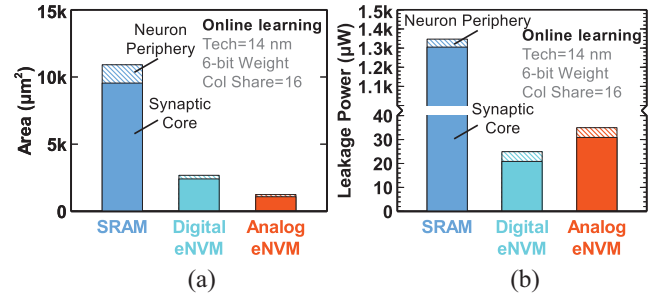 (a)
Area (μm²)
15k
10k
5k
0
Neuron
Periphery
Synaptic
Core
Online learning
Tech=14 nm
6-bit Weight
Col Share=16
SRAM
Digital
eNVM
Analog
eNVM
(a)
(b)
Leakage Power (μW)
1.5k
1.4k
1.3k
1.2k
1.1k
40
30
20
10
0
Neuron Periphery
Online learning
Tech=14 nm
6-bit Weight
Col Share=16
Synaptic
Core
SRAM
Digital
eNVM
Analog
eNVM
(b)